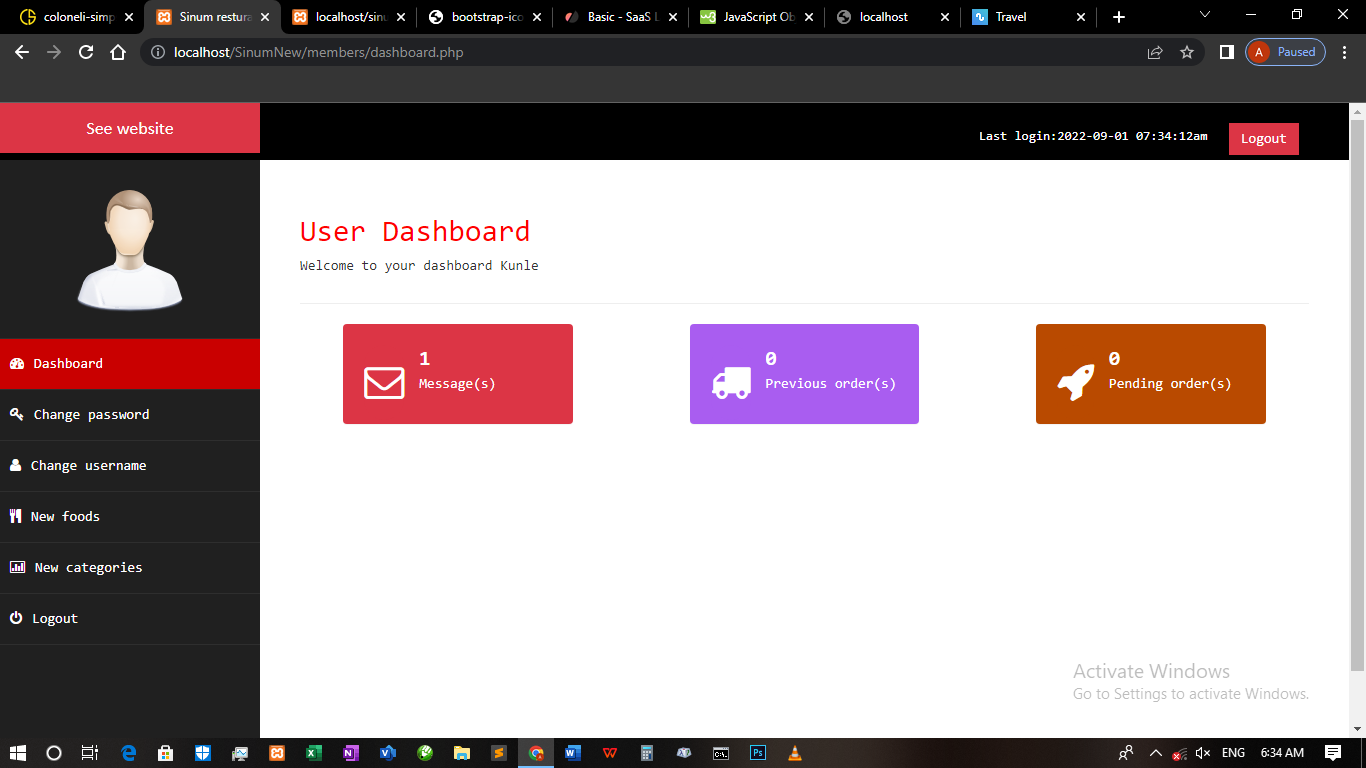 coloneli-simp
Sinum restura
localhost/sinu
bootstrap-ico
Basic - SaaS L
JavaScript Ob
localhost
Travel
localhost/SinumNew/members/dashboard.php
A
Paused
See website
Last login:2022-09-01 07:34:12am
Logout
User Dashboard
Welcome to your dashboard Kunle
1
Message(s)
0
Previous order(s)
0
Pending order(s)
Dashboard
Change password
Change username
New foods
New categories
Logout
Activate Windows
Go to Settings to activate Windows.
ENG
6:34 AM